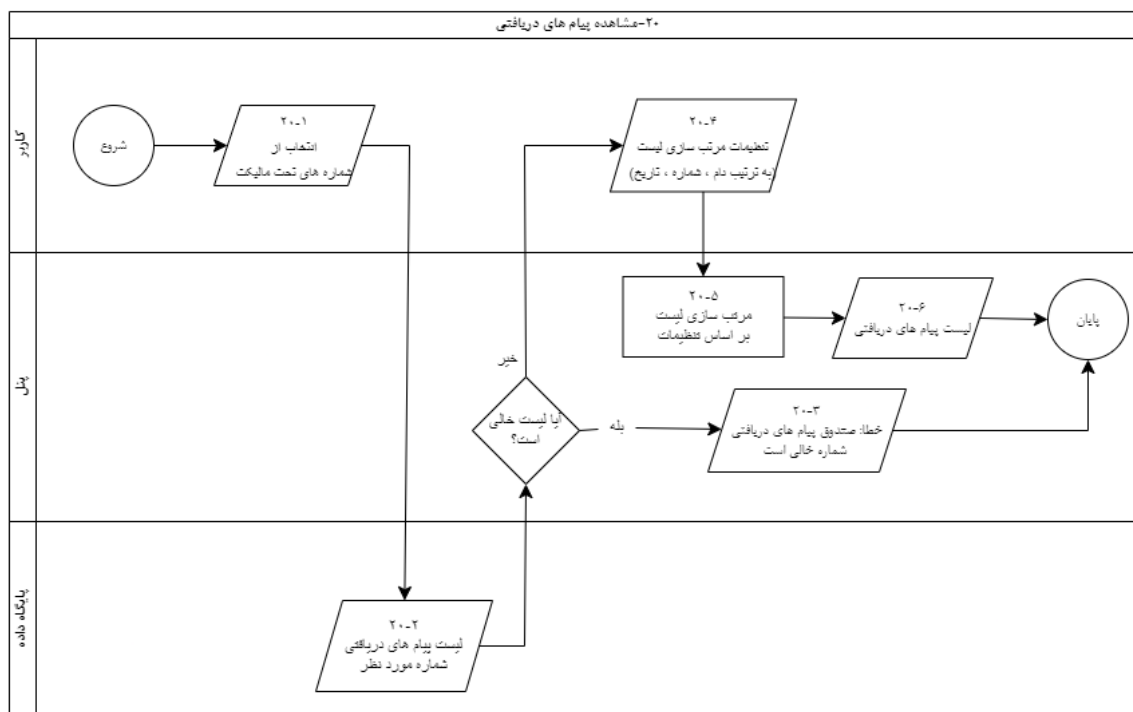 ۲۰-مشاهده پیام های دریافتی
کاربر
شروع
۲۰-۱
انتخاب از
شماره های تحت مالیکت
۲۰-۴
تنظیمات مرتب سازی لیست
(به ترتیب نام ، شماره ، تاریخ)
پنل
۲۰-۵
مرتب سازی لیست
بر اساس تنظیمات
۲۰-۶
لیست پیام های دریافتی
پایان
خیر
آیا لیست خالی
است؟
بله
۲۰-۳
خطا: صندوق پیام های دریافتی
شماره خالی است
پایگاه داده
۲۰-۲
لیست پیام های دریافتی
شماره مورد نظر